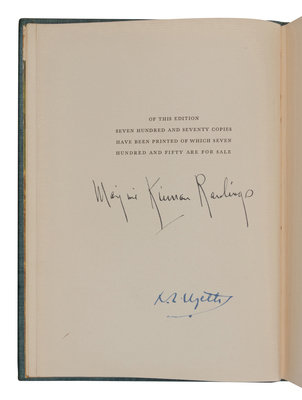 OF THIS EDITION
SEVEN HUNDRED AND SEVENTY COPIES
HAVE BEEN PRINTED OF WHICH SEVEN
HUNDRED AND FIFTY ARE FOR SALE
Marjorie Kinnan Rawlings
N. C. Wyeth